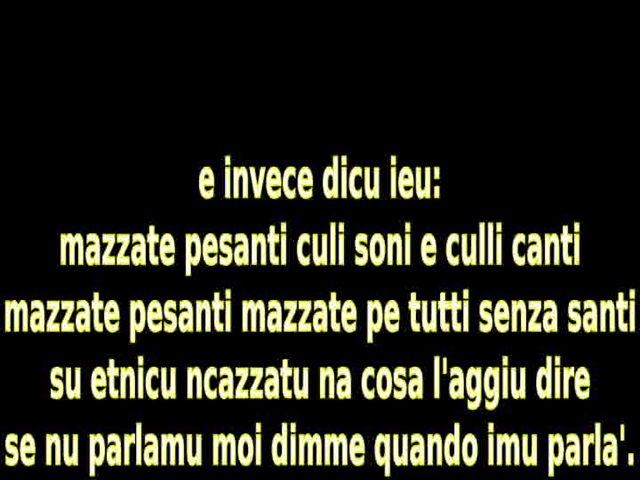 e invece dicu ieu:
mazzate pesanti culi soni e culli canti
mazzate pesanti mazzate pe tutti senza santi
su etnicu ncazzatu na cosa l'aggiu dire
se nu parlamu moi dimme quando imu parla'.